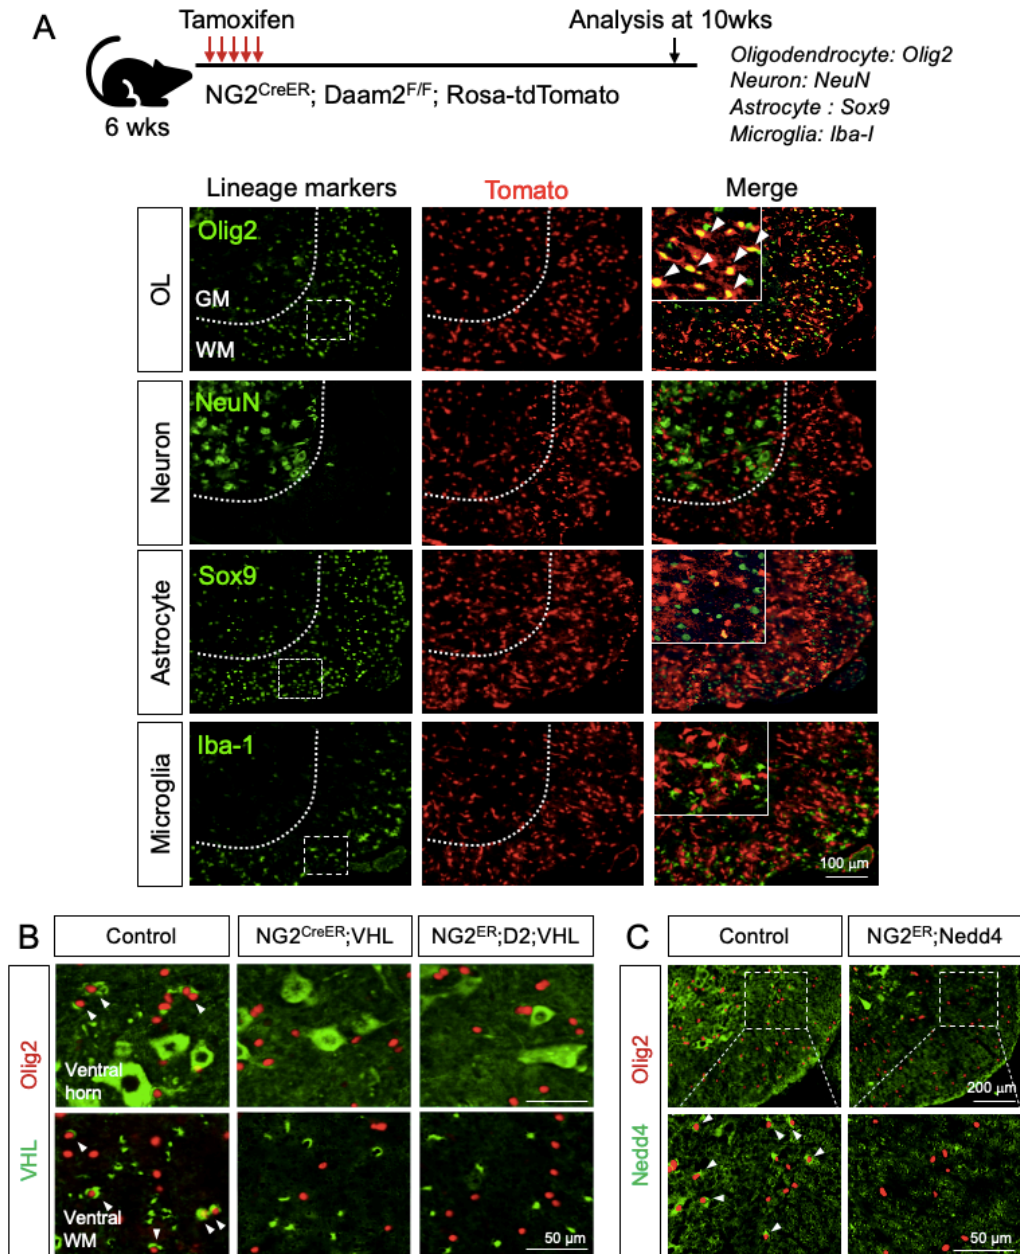 A
Tamoxifen
Analysis at 10wks
6 wks
NG2CreER; Daam2F/F; Rosa-tdTomato
Oligodendrocyte: Olig2
Neuron: NeuN
Astrocyte : Sox9
Microglia: Iba-I
Lineage markers
Tomato
Merge
OL
Olig2
GM
WM
Neuron
NeuN
Astrocyte
Sox9
Microglia
Iba-1
100 μm
B
Control
NG2CreER;VHL
NG2ER;D2;VHL
Olig2
Ventral
horn
VHL
Ventral
WM
50 μm
C
Control
NG2ER;Nedd4
Olig2
200 μm
Nedd4
50 μm